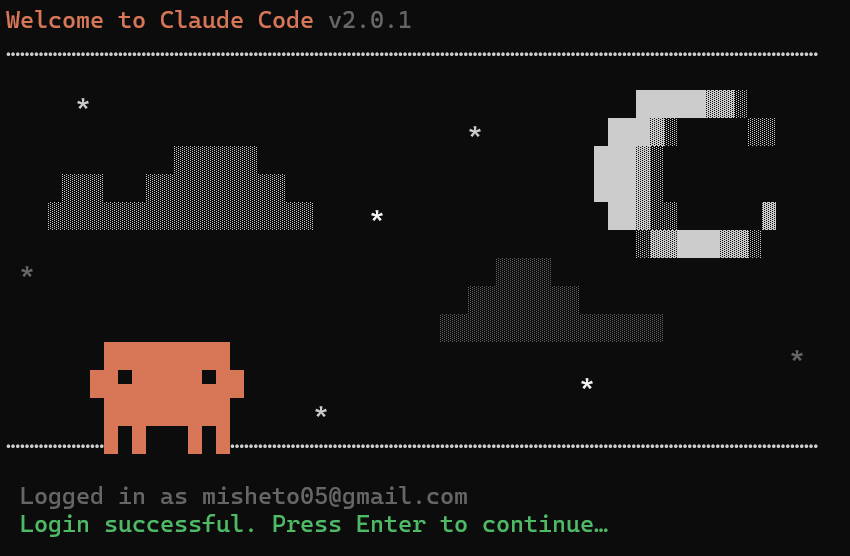 Welcome to Claude Code v2.0.1
Logged in as misheto05@gmail.com
Login successful. Press Enter to continue…